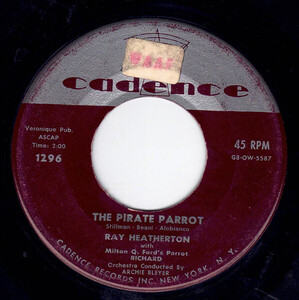 cadence
Veronique Pub.
ASCAP
Time: 2:00
1296
45 RPM
G8-OW-5587
THE PIRATE PARROT
Stillman - Beani - Alobianco
RAY HEATHERTON
with
Milton Q. Ford's Parrot
RICHARD
Orchestra Conducted By
ARCHIE BLEYER
CADENCE RECORDS INC. NEW YORK, N. Y.